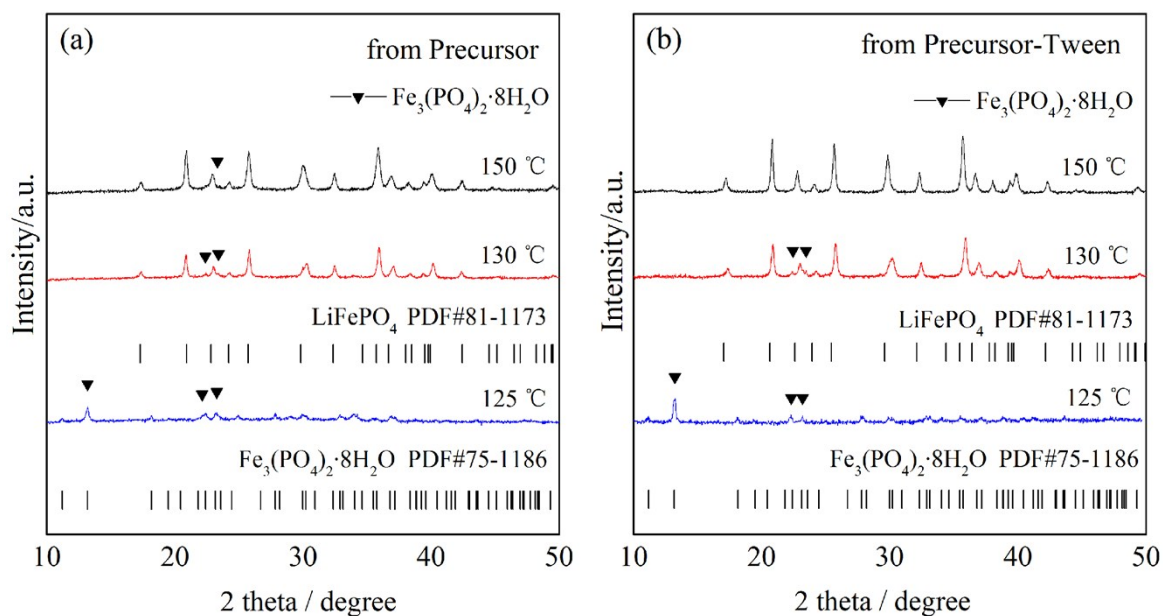 (a)
from Precursor
Fe₃(PO₄)₂·8H₂O
150 ℃
130 ℃
LiFePO₄ PDF#81-1173
125 ℃
Fe₃(PO₄)₂·8H₂O PDF#75-1186
10 20 30 40 50
2 theta / degree
Intensity/a.u.
(b)
from Precursor-Tween
Fe₃(PO₄)₂·8H₂O
150 ℃
130 ℃
LiFePO₄ PDF#81-1173
125 ℃
Fe₃(PO₄)₂·8H₂O PDF#75-1186
10 20 30 40 50
2 theta / degree
Intensity/a.u.